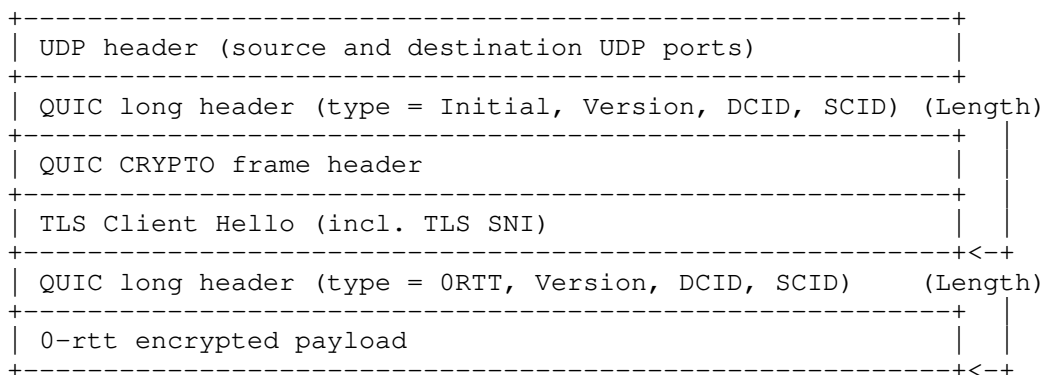 +----------------------------------------------------------+
| UDP header (source and destination UDP ports)            |
+----------------------------------------------------------+
| QUIC long header (type = Initial, Version, DCID, SCID) (Length)
+----------------------------------------------------------+  |
| QUIC CRYPTO frame header                                 |  |
+----------------------------------------------------------+  |
| TLS Client Hello (incl. TLS SNI)                         |  |
+----------------------------------------------------------+<-+
| QUIC long header (type = 0RTT, Version, DCID, SCID)    (Length)
+----------------------------------------------------------+  |
| 0-rtt encrypted payload                                  |  |
+----------------------------------------------------------+<-+